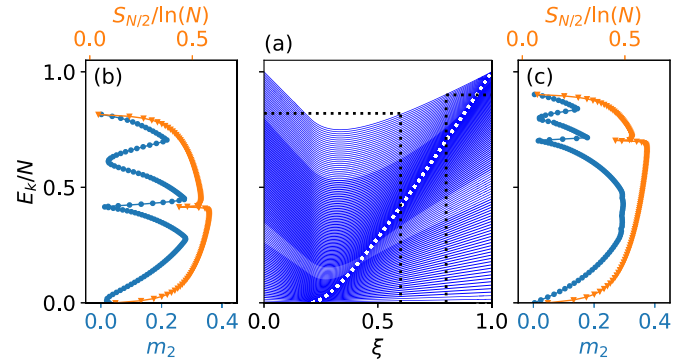 S_{N/2}/ln(N)
0.0 0.5
(b)
E_k/N
1.0
0.5
0.0
0.0 0.2 0.4
m_2
(a)
0.0 0.5 1.0
ξ
S_{N/2}/ln(N)
0.0 0.5
(c)
0.0 0.2 0.4
m_2